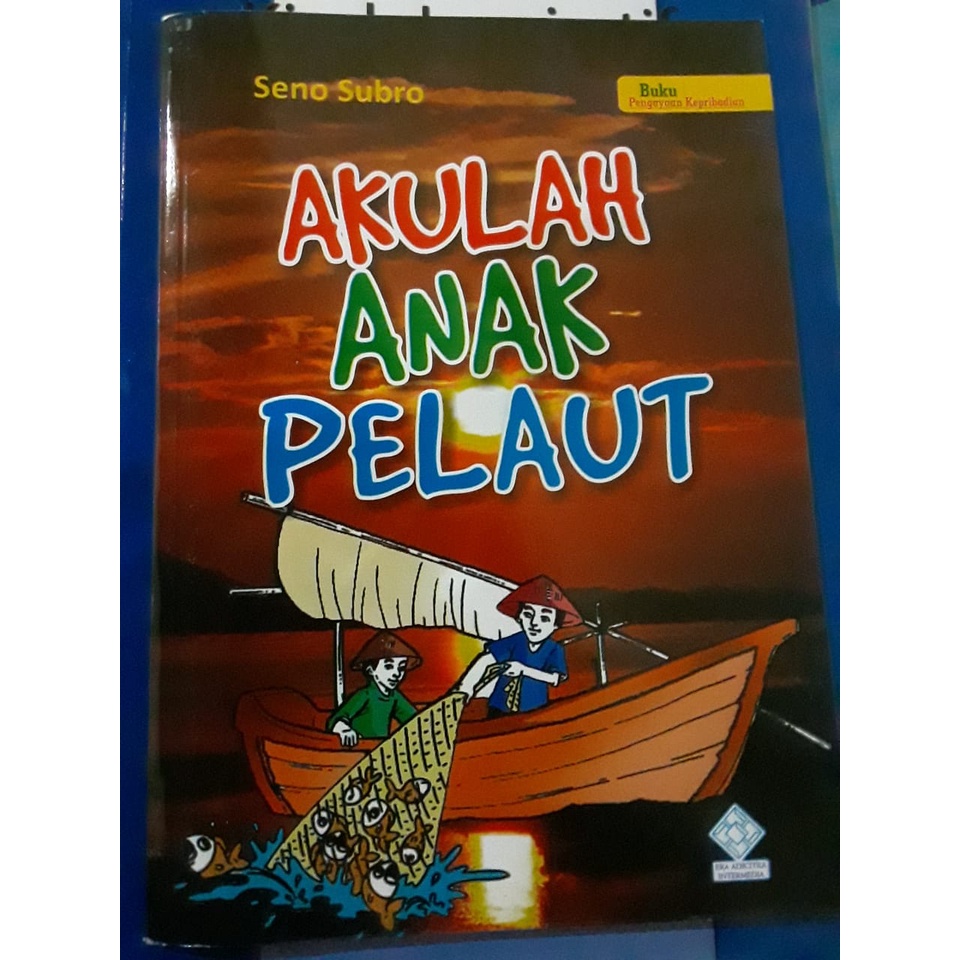 Seno Subro
Buku
Pengayaan Kepribadian
AKULAH
ANAK
PELAUT
EKA ADICITRA
INTERMEDIA